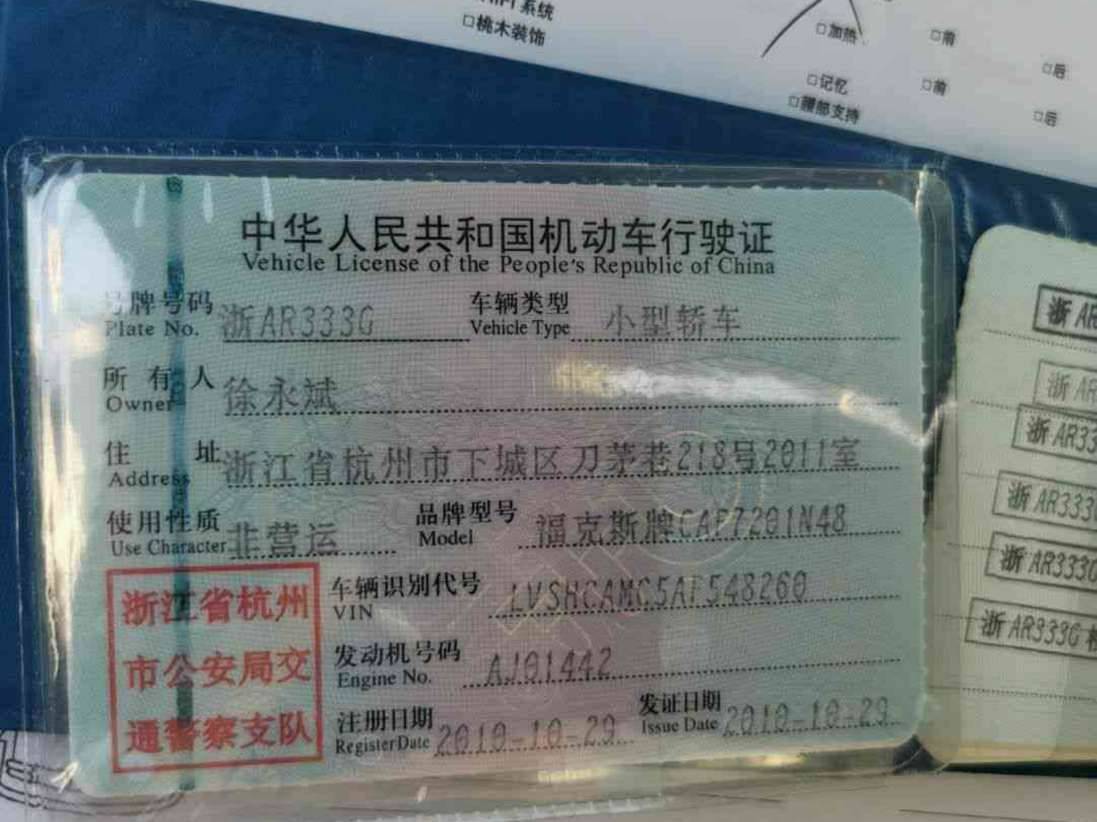 系统
□桃木装饰
□加热 □前 □后
□记忆 □前 □后
□腰部支持
中华人民共和国机动车行驶证
Vehicle License of the People's Republic of China
号牌号码 浙AR333G 车辆类型 小型轿车
Plate No. Vehicle Type
所有人 徐永斌
Owner
住址 浙江省杭州市下城区刀茅巷218号2011室
Address
使用性质 非营运 品牌型号 福克斯牌CAF7201N48
Use Character Model
车辆识别代号 LVSHCAMC5AF548260
VIN
发动机号码 AJ01442
Engine No.
注册日期 2010-10-29 发证日期 2010-10-29
Register Date Issue Date
浙江省杭州
市公安局交
通警察支队
浙AR
浙AR
浙AR33
浙AR333
浙AR333G
浙AR333G